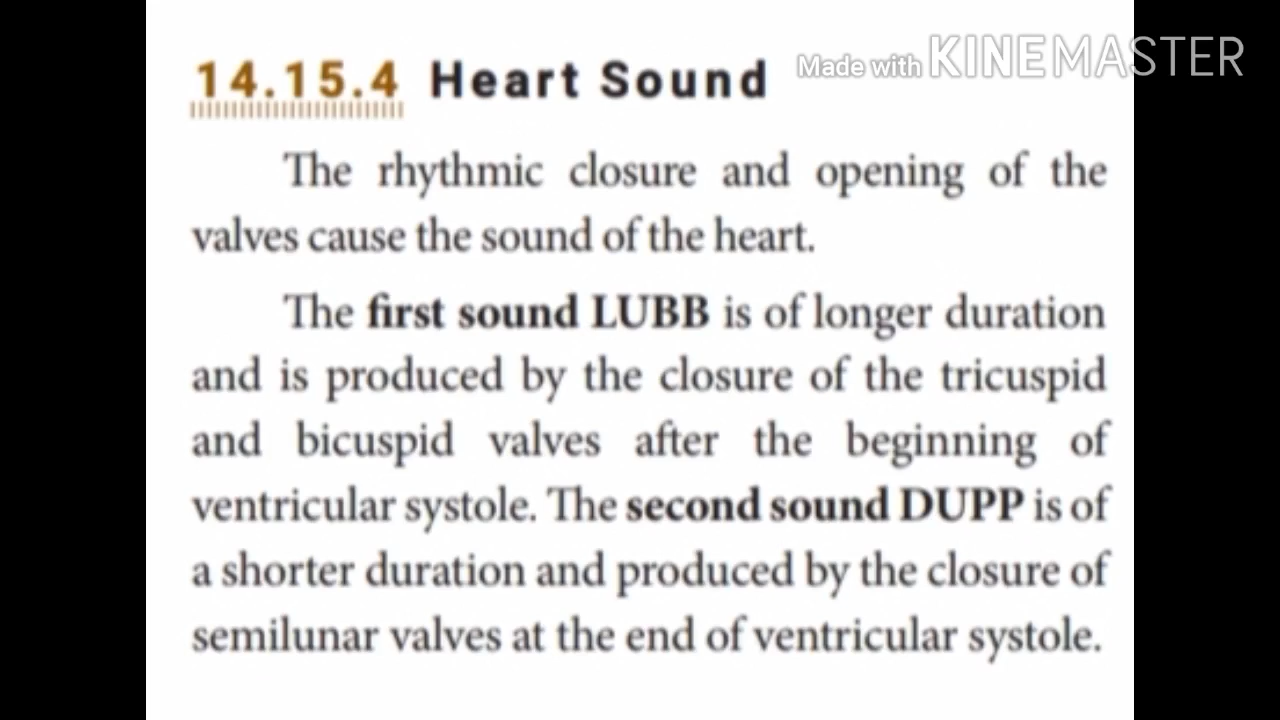 14.15.4 Heart Sound
Made with KINEMASTER
The rhythmic closure and opening of the
valves cause the sound of the heart.
The first sound LUBB is of longer duration
and is produced by the closure of the tricuspid
and bicuspid valves after the beginning of
ventricular systole. The second sound DUPP is of
a shorter duration and produced by the closure of
semilunar valves at the end of ventricular systole.